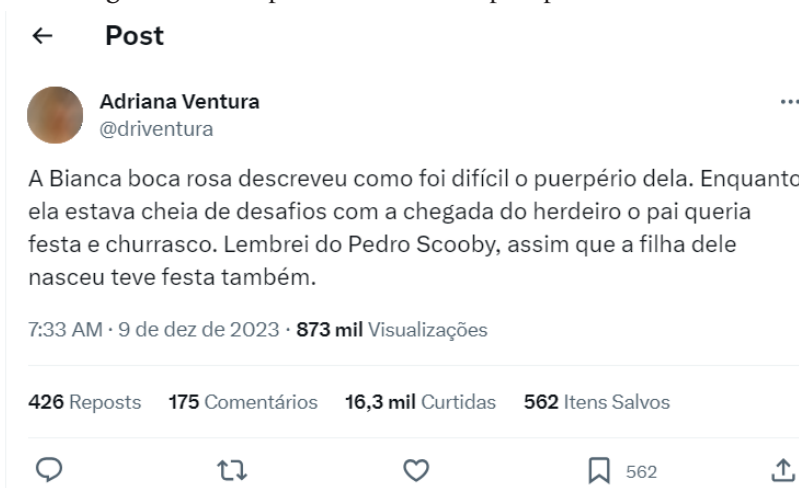 Post
Adriana Ventura
@driventura
A Bianca boca rosa descreveu como foi difícil o puerpério dela. Enquanto
ela estava cheia de desafios com a chegada do herdeiro o pai queria
festa e churrasco. Lembrei do Pedro Scooby, assim que a filha dele
nasceu teve festa também.
7:33 AM · 9 de dez de 2023 · 873 mil Visualizações
426 Reposts 175 Comentários 16,3 mil Curtidas 562 Itens Salvos
562